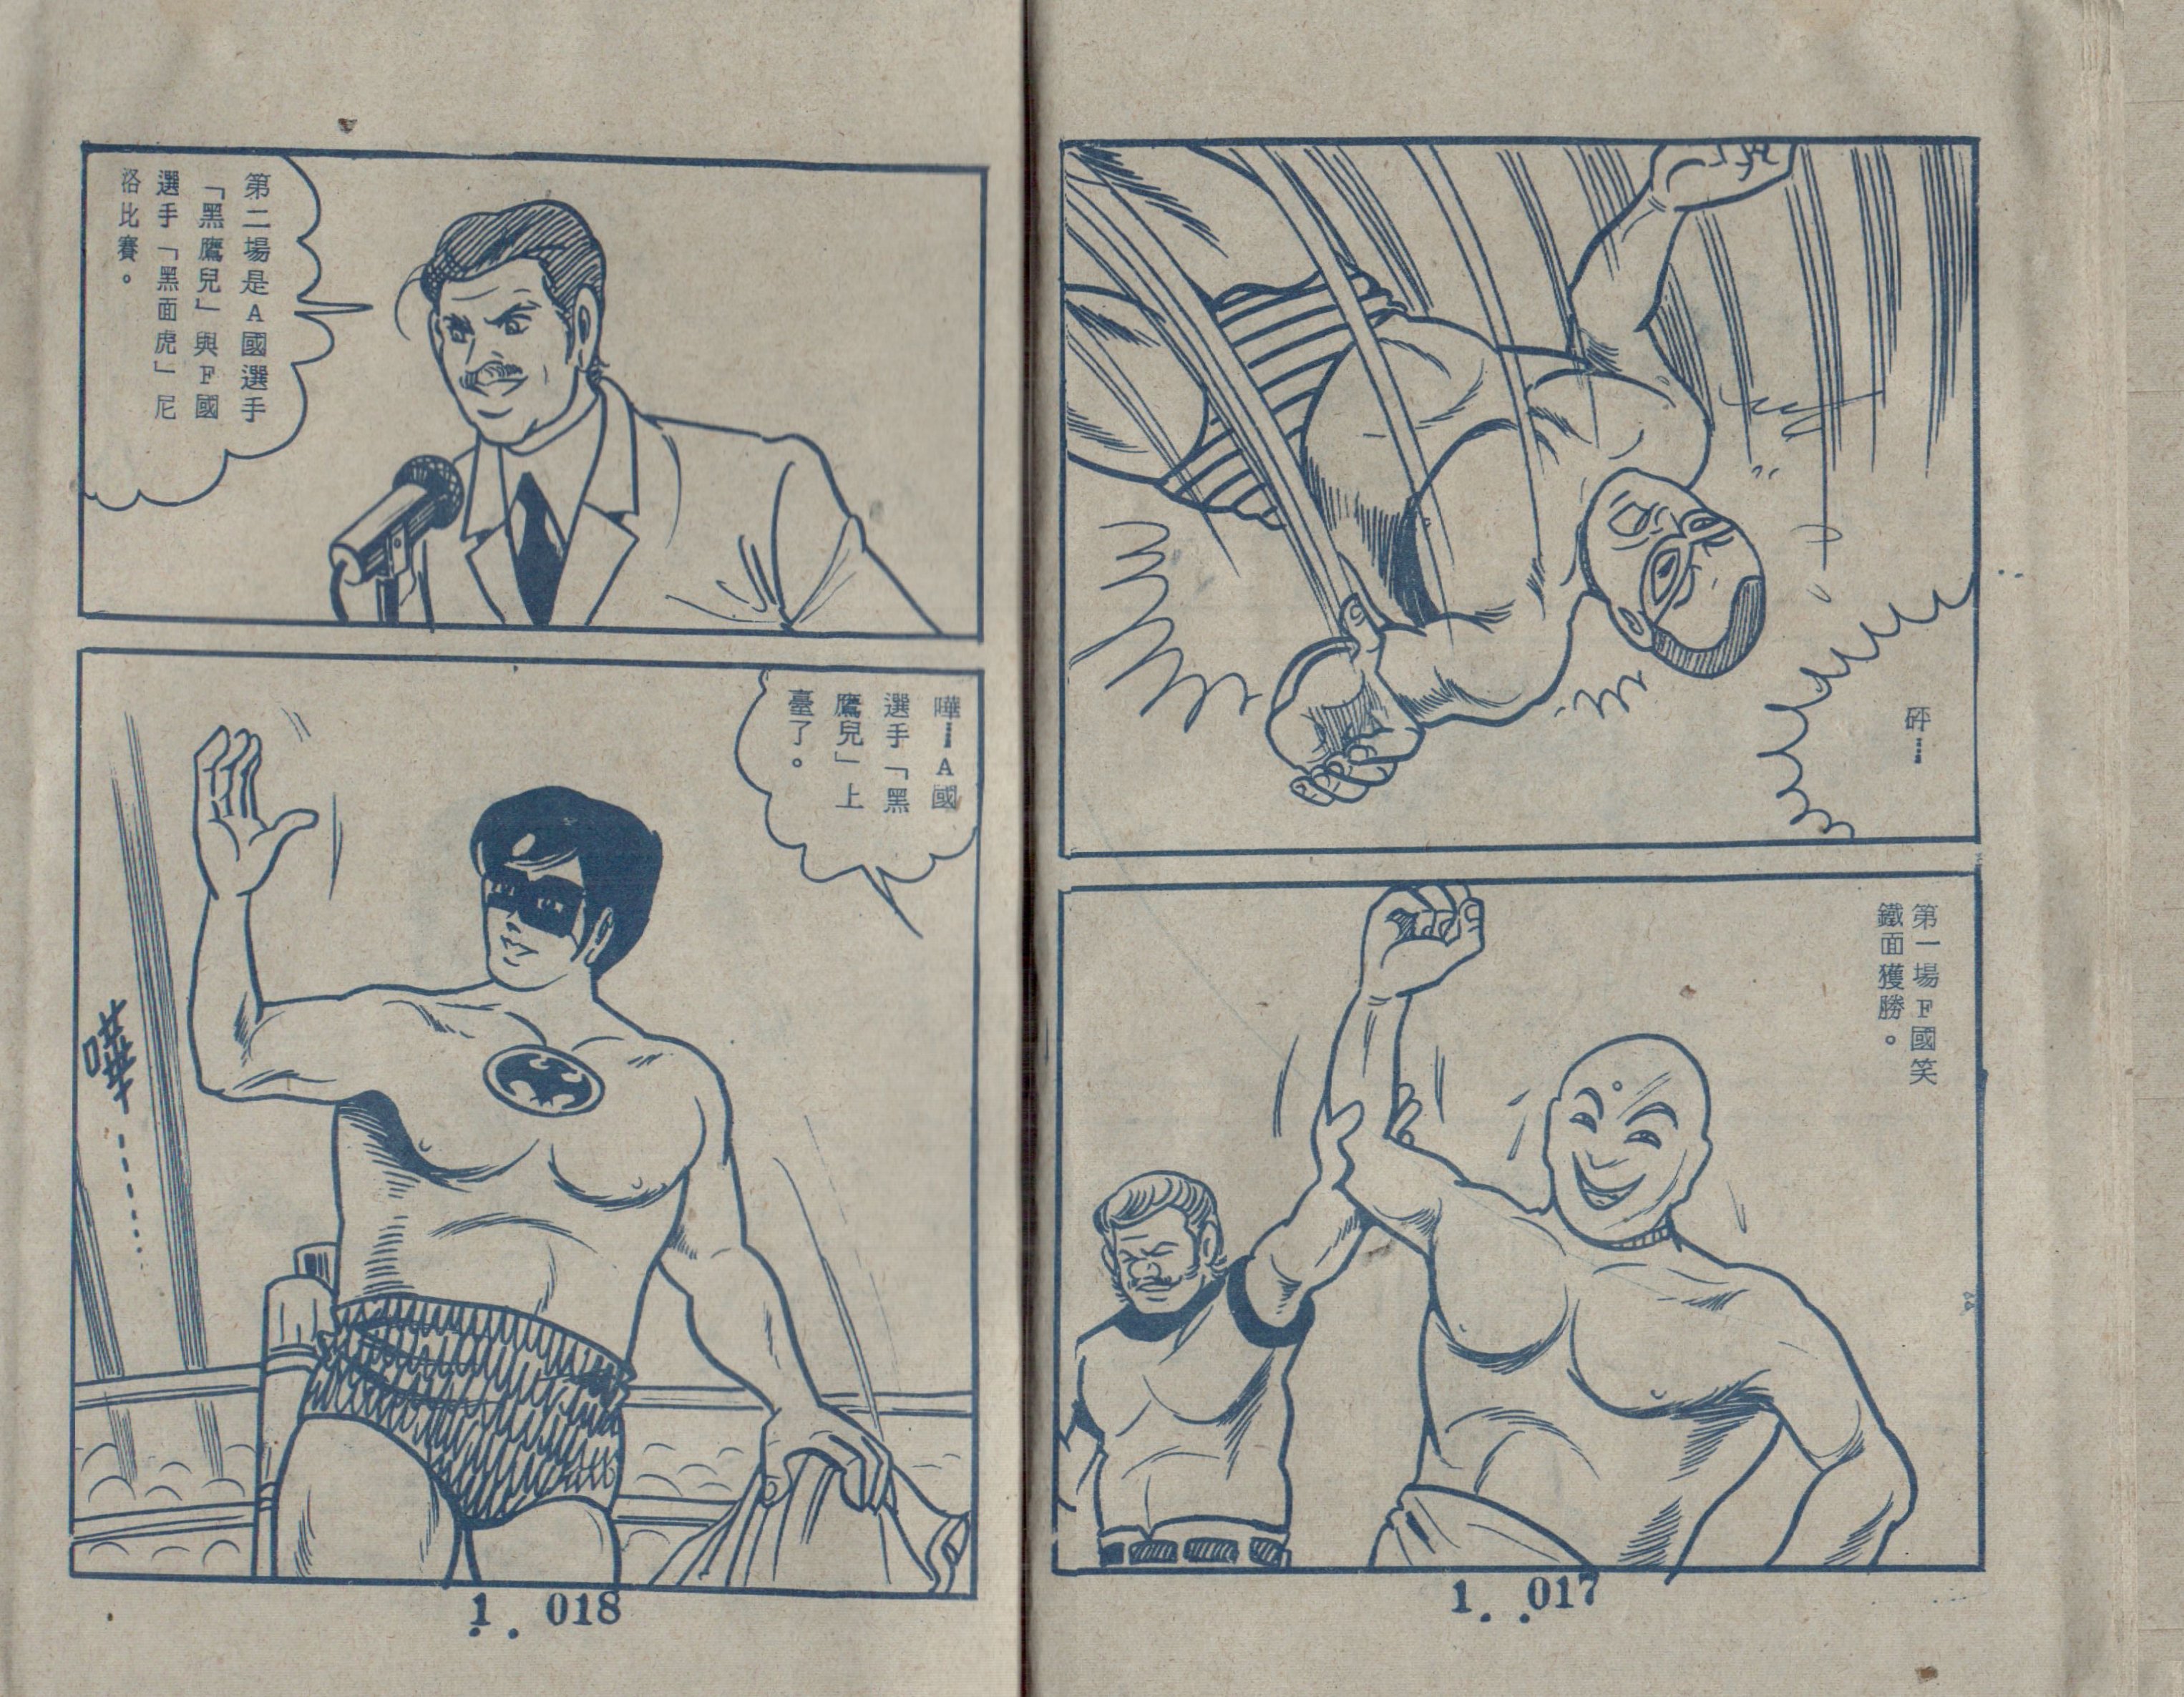 砰┅
第一場F國笑
鐵面獲勝。
1. .017
第二場是A國選手
「黑鷹兒」與F國
選手「黑面虎」尼
洛比賽。
嘩┅A國
選手「黑
鷹兒」上
臺了。
嘩………
1. .018